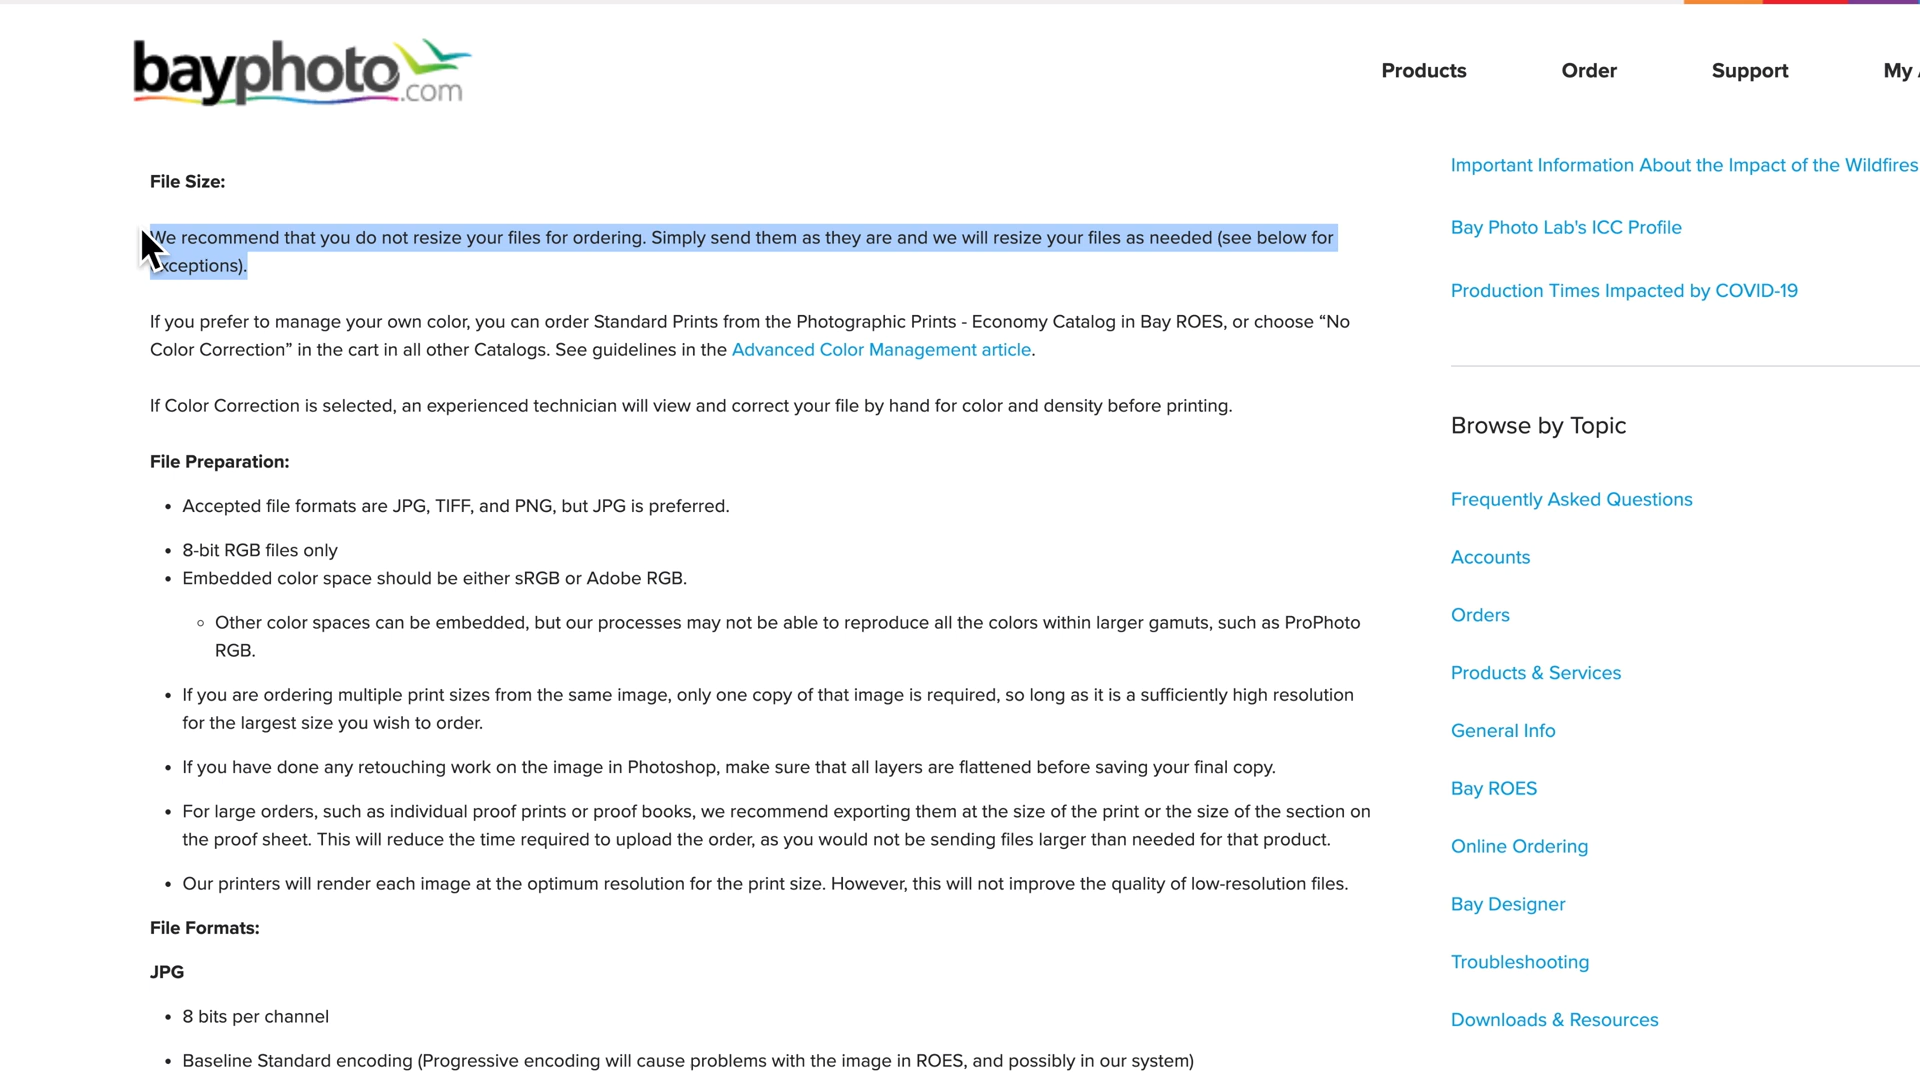 bayphoto.com
Products
Order
Support
My
File Size:
We recommend that you do not resize your files for ordering. Simply send them as they are and we will resize your files as needed (see below for
exceptions).
If you prefer to manage your own color, you can order Standard Prints from the Photographic Prints - Economy Catalog in Bay ROES, or choose “No
Color Correction” in the cart in all other Catalogs. See guidelines in the Advanced Color Management article.
If Color Correction is selected, an experienced technician will view and correct your file by hand for color and density before printing.
File Preparation:
• Accepted file formats are JPG, TIFF, and PNG, but JPG is preferred.
• 8-bit RGB files only
• Embedded color space should be either sRGB or Adobe RGB.
◦ Other color spaces can be embedded, but our processes may not be able to reproduce all the colors within larger gamuts, such as ProPhoto
RGB.
• If you are ordering multiple print sizes from the same image, only one copy of that image is required, so long as it is a sufficiently high resolution
for the largest size you wish to order.
• If you have done any retouching work on the image in Photoshop, make sure that all layers are flattened before saving your final copy.
• For large orders, such as individual proof prints or proof books, we recommend exporting them at the size of the print or the size of the section on
the proof sheet. This will reduce the time required to upload the order, as you would not be sending files larger than needed for that product.
• Our printers will render each image at the optimum resolution for the print size. However, this will not improve the quality of low-resolution files.
File Formats:
JPG
• 8 bits per channel
• Baseline Standard encoding (Progressive encoding will cause problems with the image in ROES, and possibly in our system)
Important Information About the Impact of the Wildfires
Bay Photo Lab's ICC Profile
Production Times Impacted by COVID-19
Browse by Topic
Frequently Asked Questions
Accounts
Orders
Products & Services
General Info
Bay ROES
Online Ordering
Bay Designer
Troubleshooting
Downloads & Resources